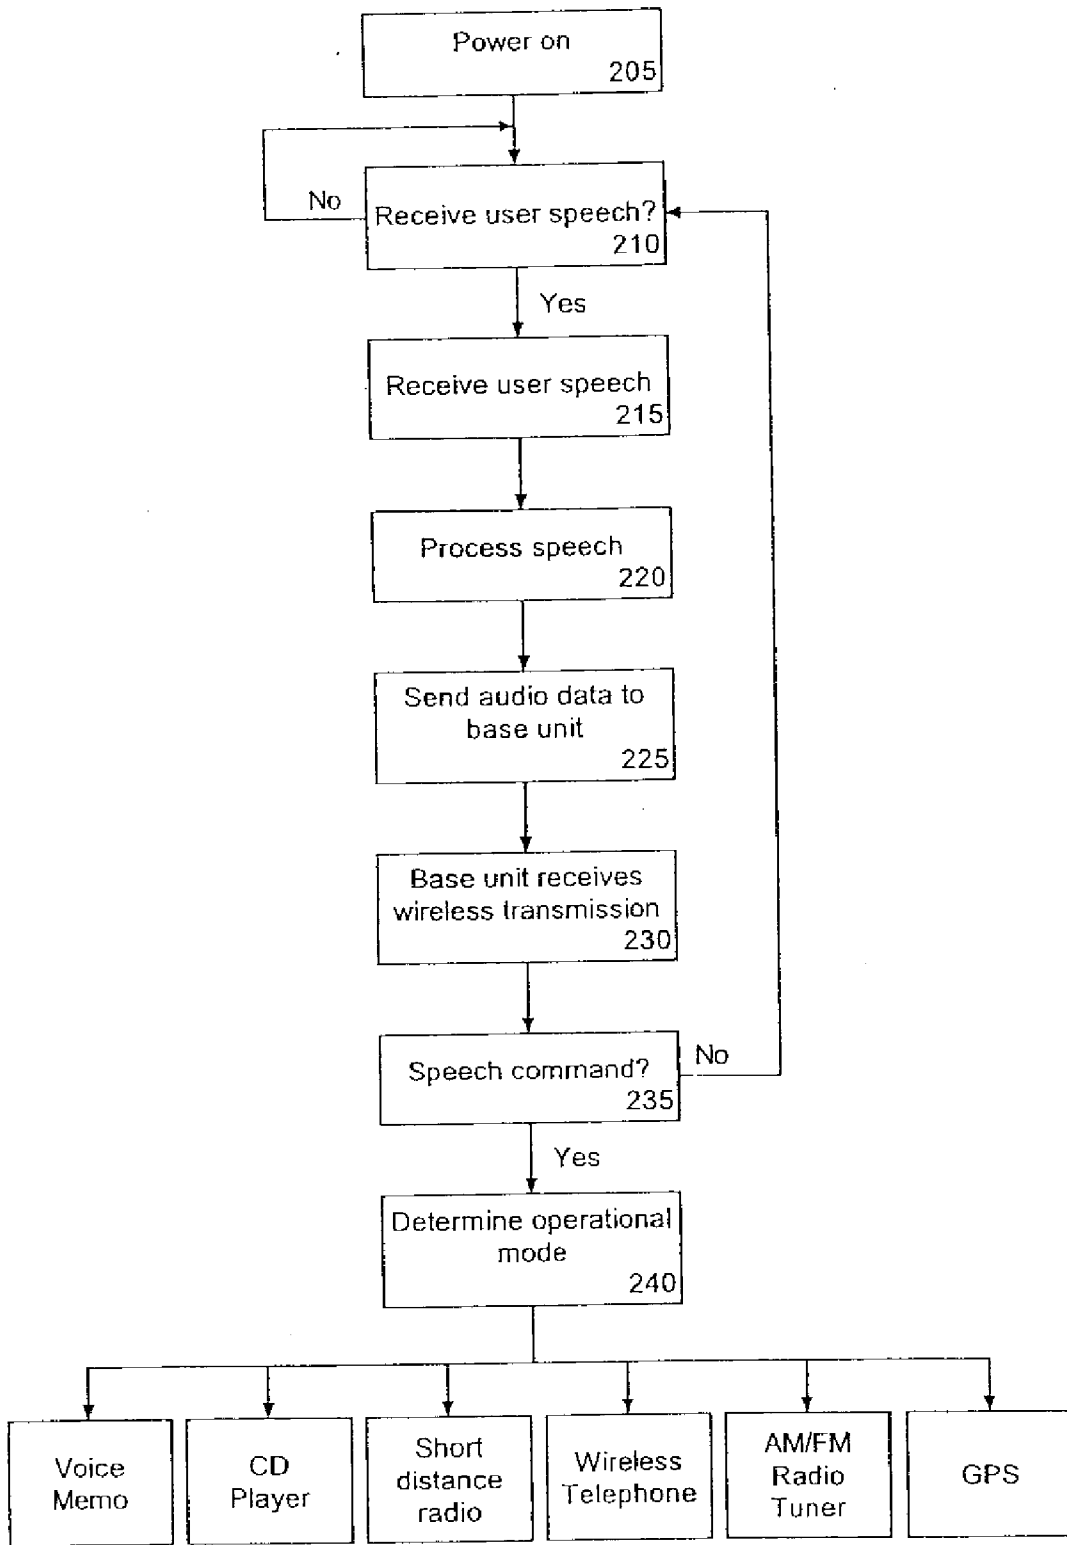 Power on
205
No
Receive user speech?
210
Yes
Receive user speech
215
Process speech
220
Send audio data to
base unit
225
Base unit receives
wireless transmission
230
Speech command?
235
No
Yes
Determine operational
mode
240
Voice
Memo
CD
Player
Short
distance
radio
Wireless
Telephone
AM/FM
Radio
Tuner
GPS